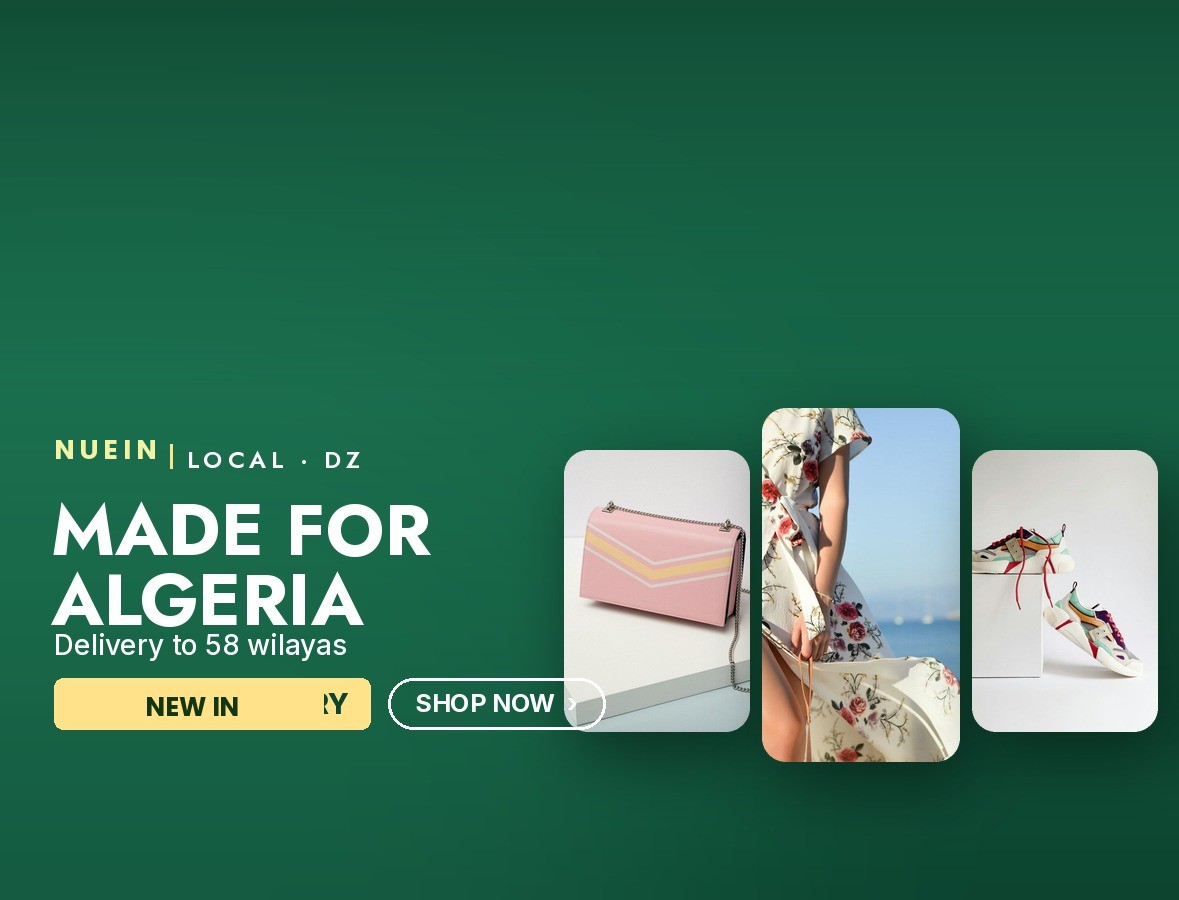 NUEIN | LOCAL · DZ
MADE FOR
ALGERIA
Delivery to 58 wilayas
NEW IN
SHOP NOW ›